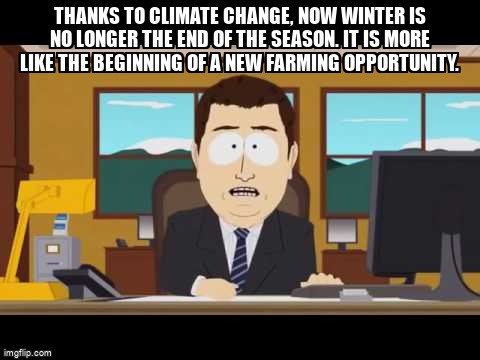 THANKS TO CLIMATE CHANGE, NOW WINTER IS
NO LONGER THE END OF THE SEASON. IT IS MORE
LIKE THE BEGINNING OF A NEW FARMING OPPORTUNITY.
imgflip.com